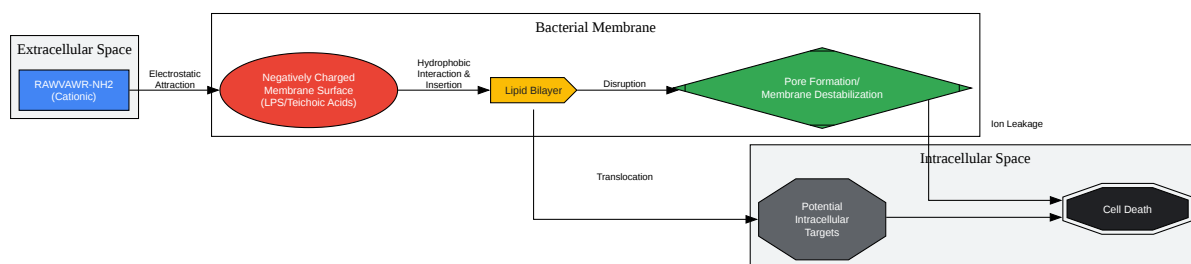 Bacterial Membrane
Extracellular Space
RAWVAWR-NH2
(Cationic)
Electrostatic
Attraction
Negatively Charged
Membrane Surface
(LPS/Teichoic Acids)
Hydrophobic
Interaction &
Insertion
Lipid Bilayer
Disruption
Pore Formation/
Membrane Destabilization
Ion Leakage
Intracellular Space
Translocation
Potential
Intracellular
Targets
Cell Death